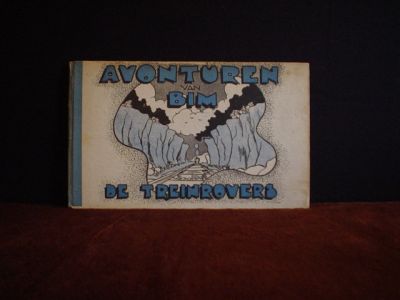 AVONTUREN
VAN
BIM
DE TREINROVERS